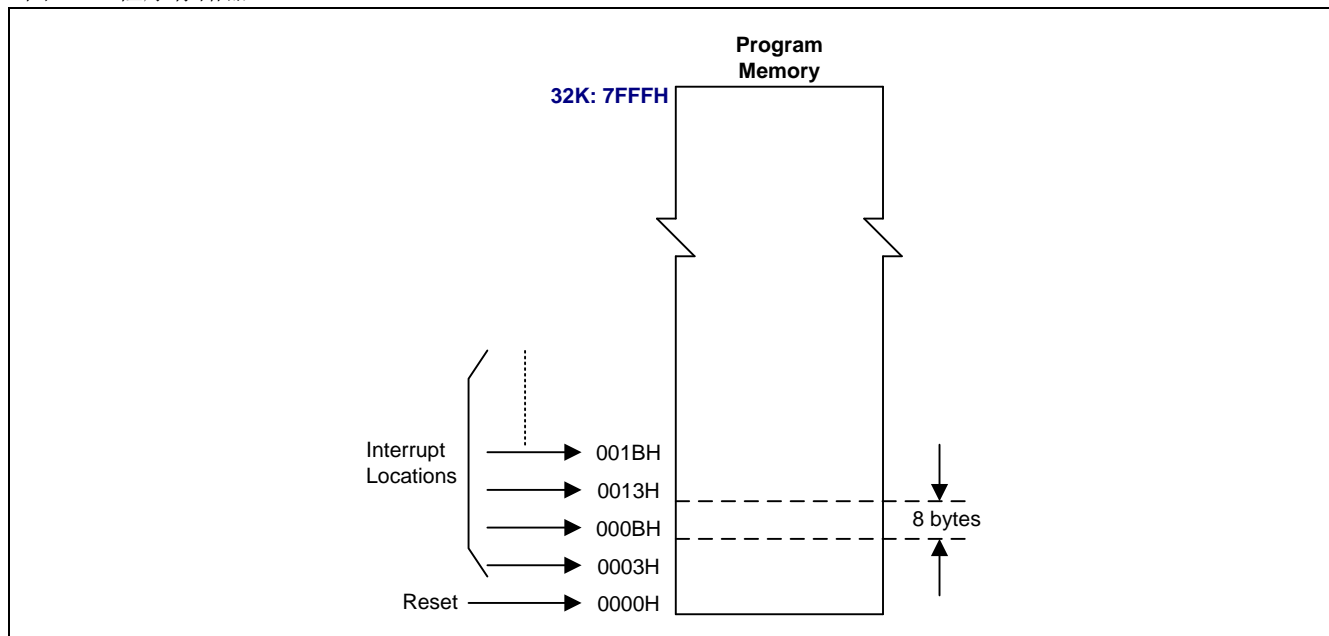 Program
Memory
32K: 7FFFH
Interrupt
Locations
001BH
0013H
000BH
0003H
Reset
0000H
8 bytes